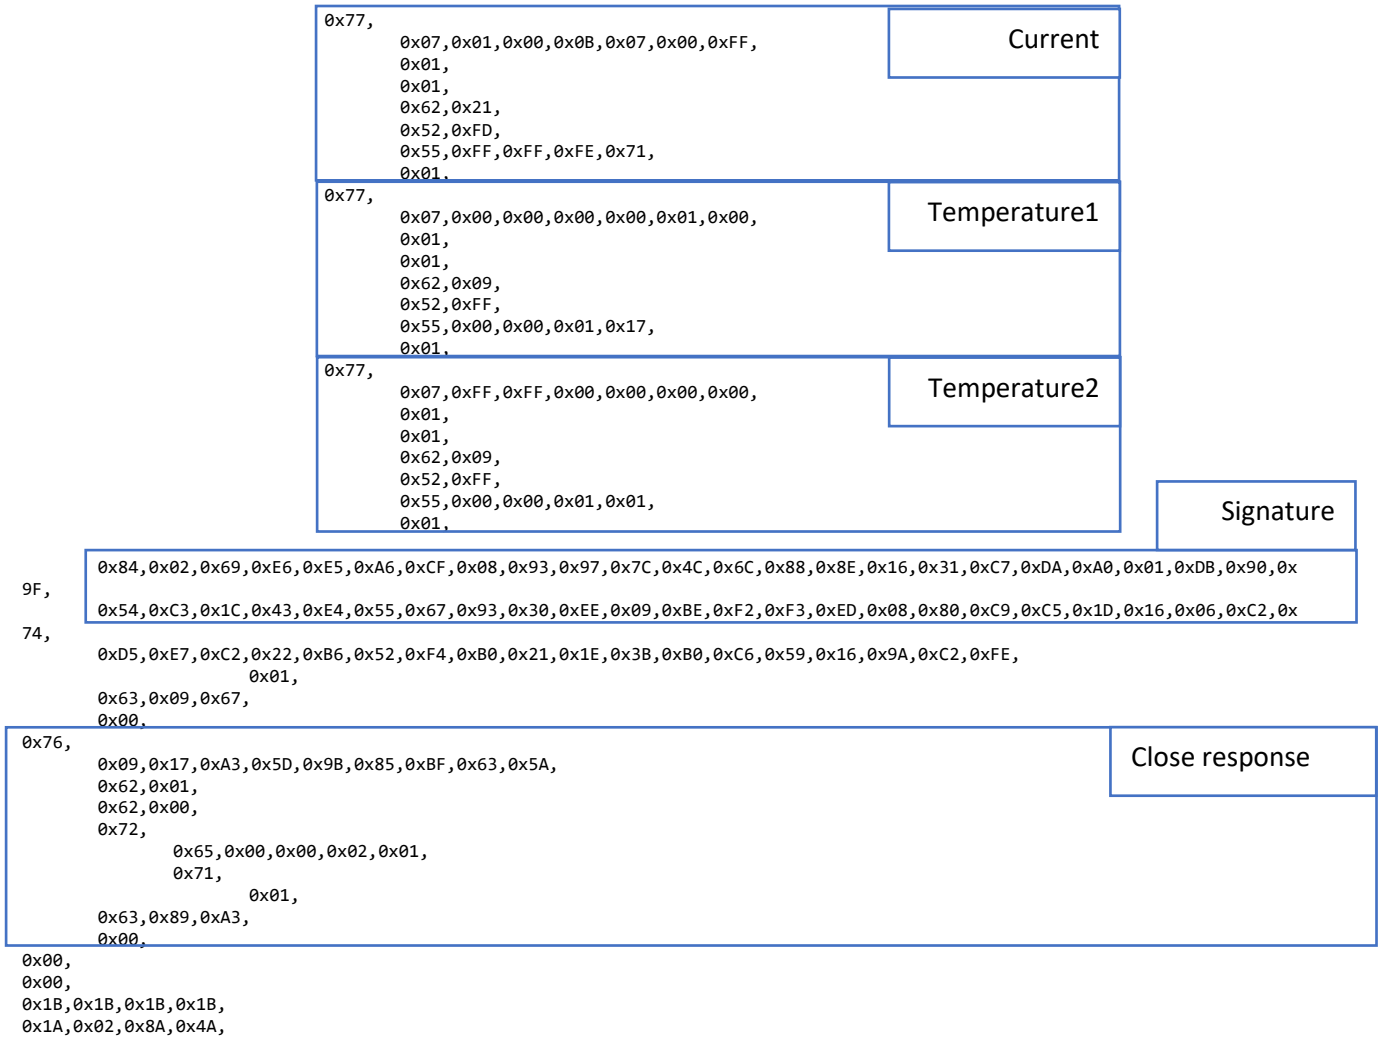 0x77,
Current
0x07,0x01,0x00,0x0B,0x07,0x00,0xFF,
0x01,
0x01,
0x62,0x21,
0x52,0xFD,
0x55,0xFF,0xFF,0xFE,0x71,
0x01,
0x77,
Temperature1
0x07,0x00,0x00,0x00,0x00,0x01,0x00,
0x01,
0x01,
0x62,0x09,
0x52,0xFF,
0x55,0x00,0x00,0x01,0x17,
0x01,
0x77,
Temperature2
0x07,0xFF,0xFF,0x00,0x00,0x00,0x00,
0x01,
0x01,
0x62,0x09,
0x52,0xFF,
0x55,0x00,0x00,0x01,0x01,
0x01,
Signature
0x84,0x02,0x69,0xE6,0xE5,0xA6,0xCF,0x08,0x93,0x97,0x7C,0x4C,0x6C,0x88,0x8E,0x16,0x31,0xC7,0xDA,0xA0,0x01,0xDB,0x90,0x
9F,
0x54,0xC3,0x1C,0x43,0xE4,0x55,0x67,0x93,0x30,0xEE,0x09,0xBE,0xF2,0xF3,0xED,0x08,0x80,0xC9,0xC5,0x1D,0x16,0x06,0xC2,0x
74,
0xD5,0xE7,0xC2,0x22,0xB6,0x52,0xF4,0xB0,0x21,0x1E,0x3B,0xB0,0xC6,0x59,0x16,0x9A,0xC2,0xFE,
0x01,
0x63,0x09,0x67,
0x00,
0x76,
Close response
0x09,0x17,0xA3,0x5D,0x9B,0x85,0xBF,0x63,0x5A,
0x62,0x01,
0x62,0x00,
0x72,
0x65,0x00,0x00,0x02,0x01,
0x71,
0x01,
0x63,0x89,0xA3,
0x00,
0x00,
0x00,
0x1B,0x1B,0x1B,0x1B,
0x1A,0x02,0x8A,0x4A,